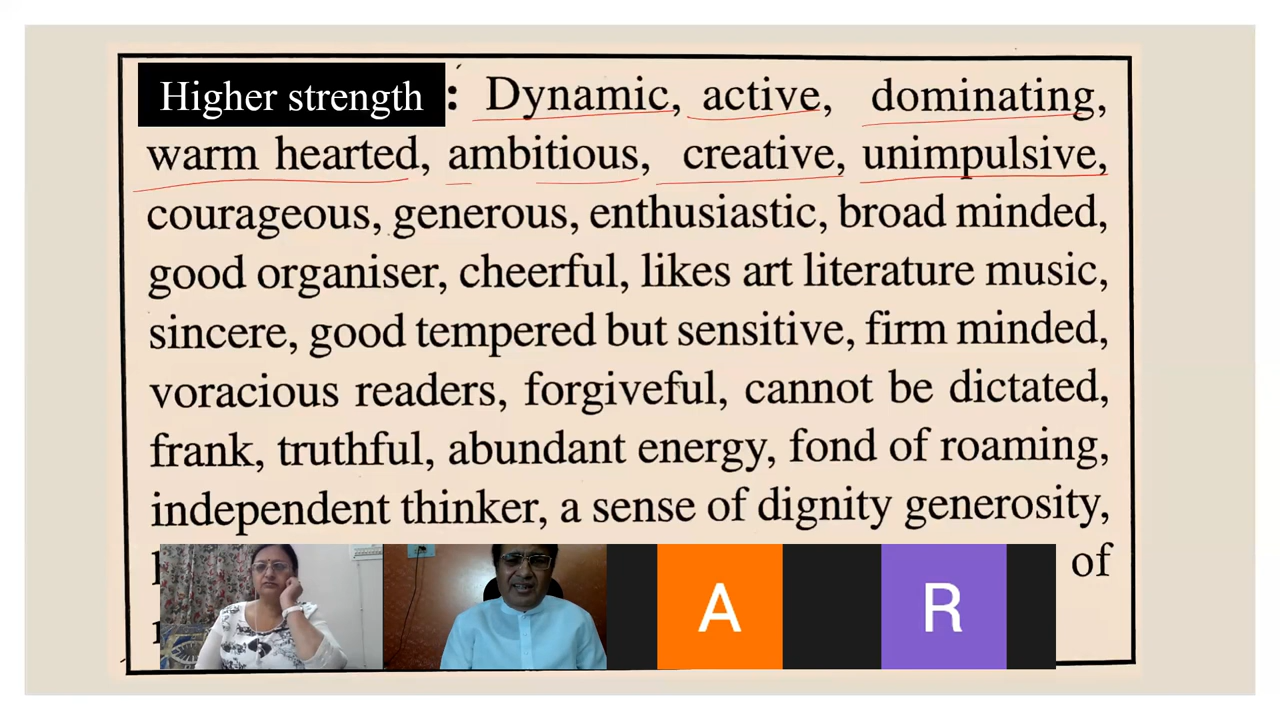 Higher strength : Dynamic, active, dominating,
warm hearted, ambitious, creative, unimpulsive,
courageous, generous, enthusiastic, broad minded,
good organiser, cheerful, likes art literature music,
sincere, good tempered but sensitive, firm minded,
voracious readers, forgiveful, cannot be dictated,
frank, truthful, abundant energy, fond of roaming,
independent thinker, a sense of dignity generosity,
of
A
R